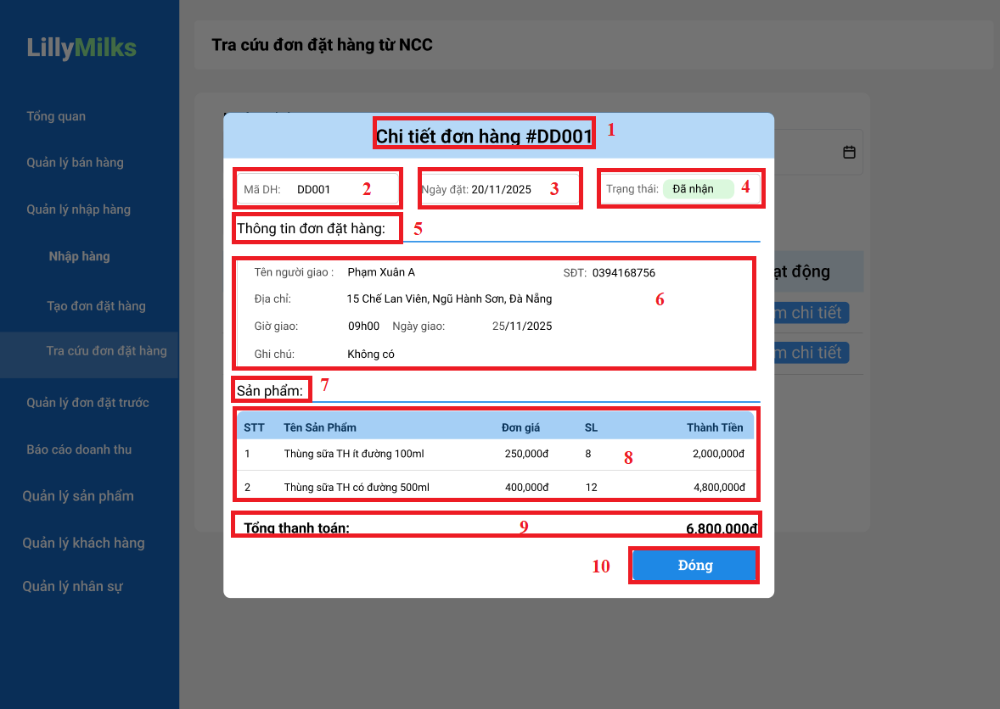 LillyMilks
Tổng quan
Quản lý bán hàng
Quản lý nhập hàng
Nhập hàng
Tạo đơn đặt hàng
Tra cứu đơn đặt hàng
Quản lý đơn đặt trước
Báo cáo doanh thu
Quản lý sản phẩm
Quản lý khách hàng
Quản lý nhân sự
Tra cứu đơn đặt hàng từ NCC
Chi tiết đơn hàng #DD001 1
Mã DH: DD001 2 Ngày đặt: 20/11/2025 3 Trạng thái: Đã nhận 4
Thông tin đơn đặt hàng: 5
Tên người giao : Phạm Xuân A SĐT: 0394168756
Địa chỉ: 15 Chế Lan Viên, Ngũ Hành Sơn, Đà Nẵng 6
Giờ giao: 09h00 Ngày giao: 25/11/2025
Ghi chú: Không có
Sản phẩm: 7
STT Tên Sản Phẩm Đơn giá SL Thành Tiền
1 Thùng sữa TH ít đường 100ml 250,000đ 8 2,000,000đ
8
2 Thùng sữa TH có đường 500ml 400,000đ 12 4,800,000đ
Tổng thanh toán: 9 6.800.000đ
10 Đóng
động
chi tiết
chi tiết